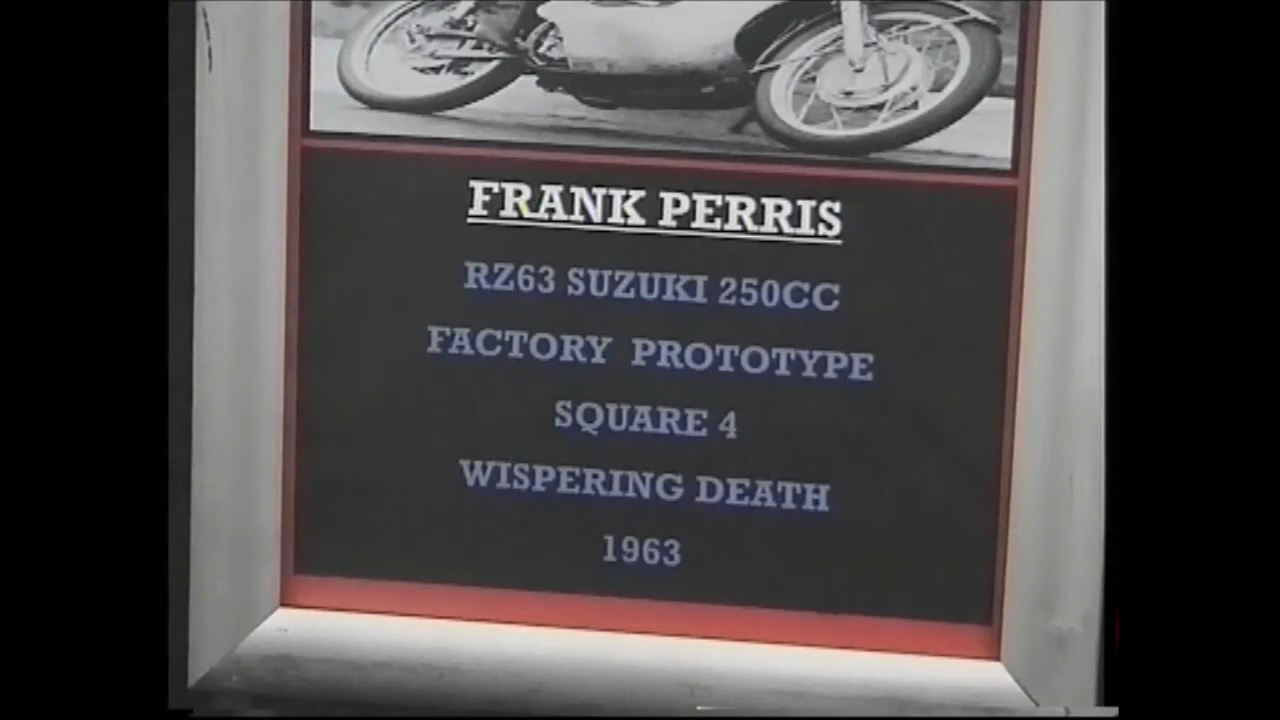 FRANK PERRIS
RZ63 SUZUKI 250CC
FACTORY PROTOTYPE
SQUARE 4
WISPERING DEATH
1963